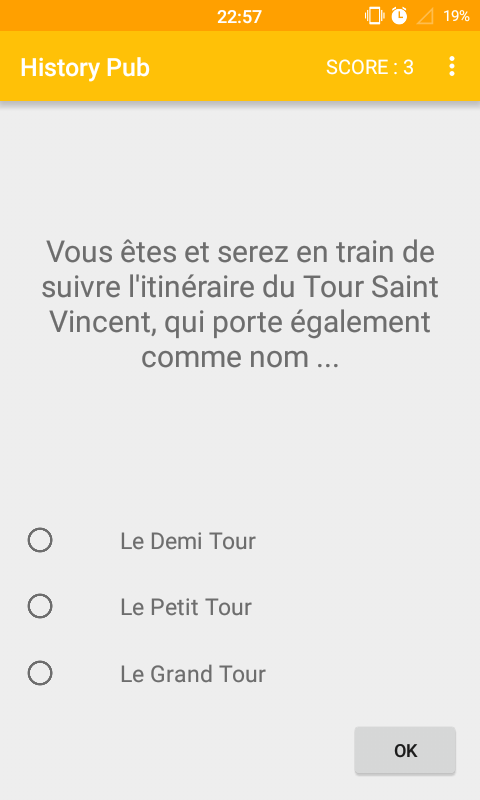 22:57
19%
History Pub
SCORE : 3
Vous êtes et serez en train de
suivre l'itinéraire du Tour Saint
Vincent, qui porte également
comme nom ...
Le Demi Tour
Le Petit Tour
Le Grand Tour
OK